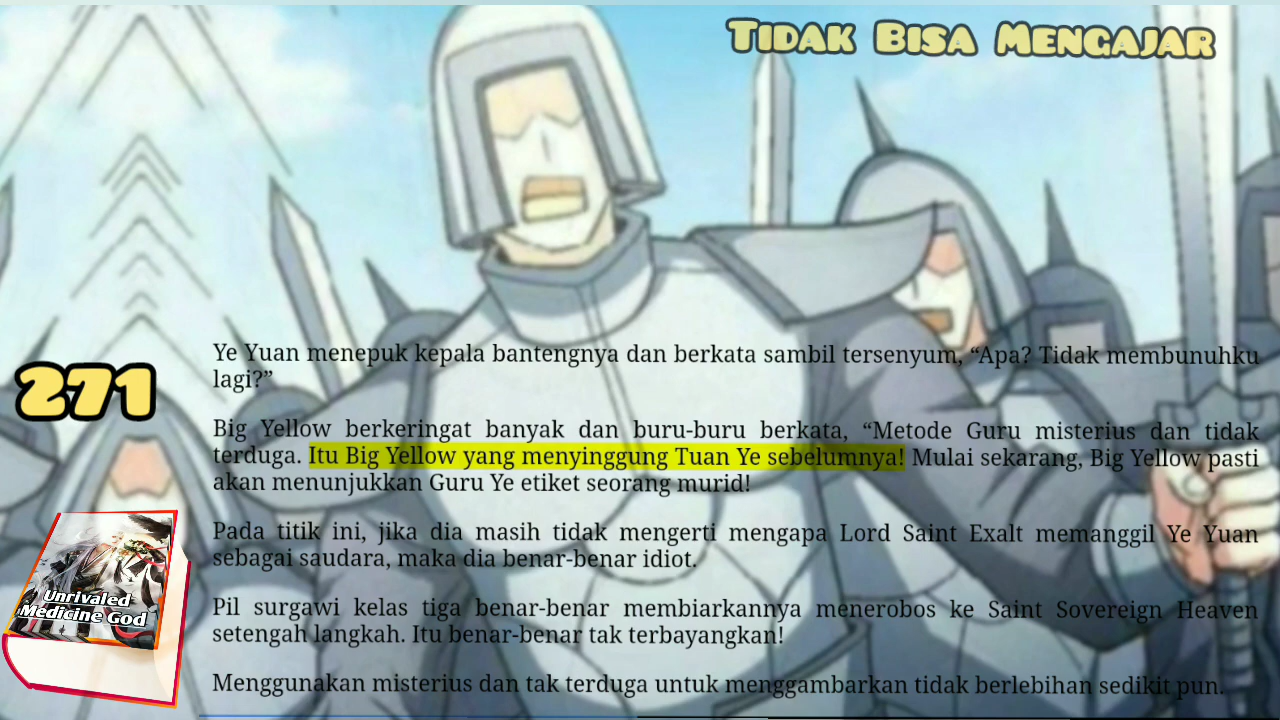 Tidak Bisa Mengajar
Ye Yuan menepuk kepala bantengnya dan berkata sambil tersenyum, “Apa? Tidak membunuhku
lagi?”
271
Big Yellow berkeringat banyak dan buru-buru berkata, “Metode Guru misterius dan tidak
terduga. Itu Big Yellow yang menyinggung Tuan Ye sebelumnya! Mulai sekarang, Big Yellow pasti
akan menunjukkan Guru Ye etiket seorang murid!
Pada titik ini, jika dia masih tidak mengerti mengapa Lord Saint Exalt memanggil Ye Yuan
sebagai saudara, maka dia benar-benar idiot.
Unrivaled
Medicine God
Pil surgawi kelas tiga benar-benar membiarkannya menerobos ke Saint Sovereign Heaven
setengah langkah. Itu benar-benar tak terbayangkan!
Menggunakan misterius dan tak terduga untuk menggambarkan tidak berlebihan sedikit pun.